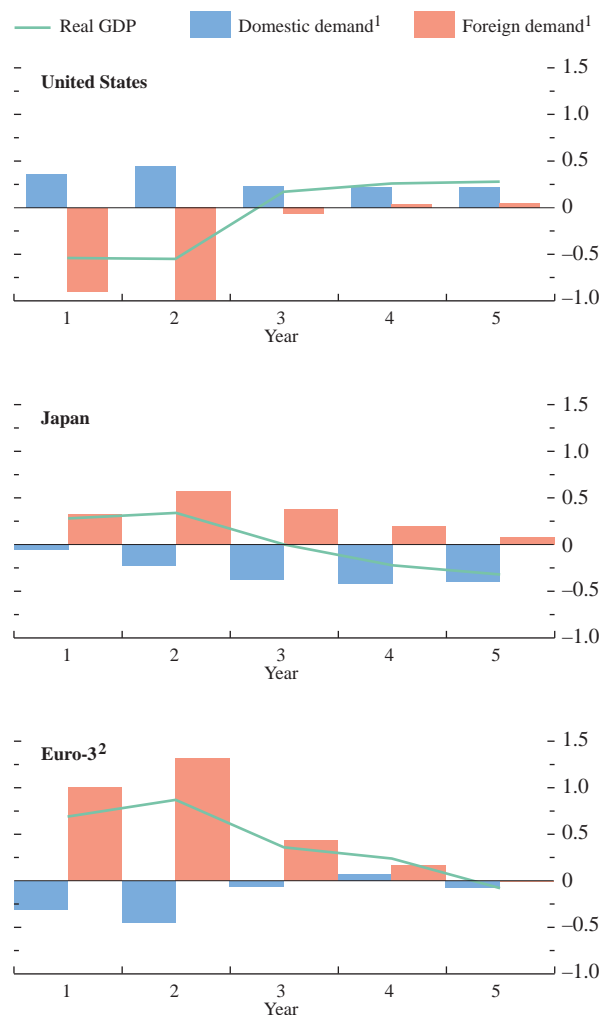 Real GDP Domestic demand1 Foreign demand1
United States
1.5
1.0
0.5
0
–0.5
–1.0
1 2 3 4 5
Year
Japan
1.5
1.0
0.5
0
–0.5
–1.0
1 2 3 4 5
Year
Euro-32
1.5
1.0
0.5
0
–0.5
–1.0
1 2 3 4 5
Year